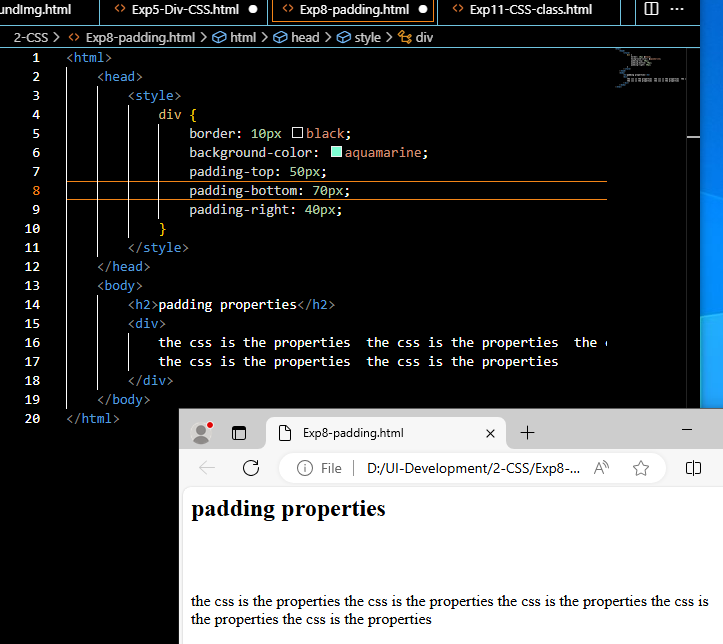 undImg.html Exp5-Div-CSS.html Exp8-padding.html Exp11-CSS-class.html
2-CSS > Exp8-padding.html > html > head > style > div
1 <html>
2 <head>
3 <style>
4 div {
5 border: 10px black;
6 background-color: aquamarine;
7 padding-top: 50px;
8 padding-bottom: 70px;
9 padding-right: 40px;
10 }
11 </style>
12 </head>
13 <body>
14 <h2>padding properties</h2>
15 <div>
16 the css is the properties  the css is the properties  the
17 the css is the properties  the css is the properties
18 </div>
19 </body>
20 </html>
Exp8-padding.html
File D:/UI-Development/2-CSS/Exp8-...
padding properties
the css is the properties the css is the properties the css is the properties the css is
the properties the css is the properties